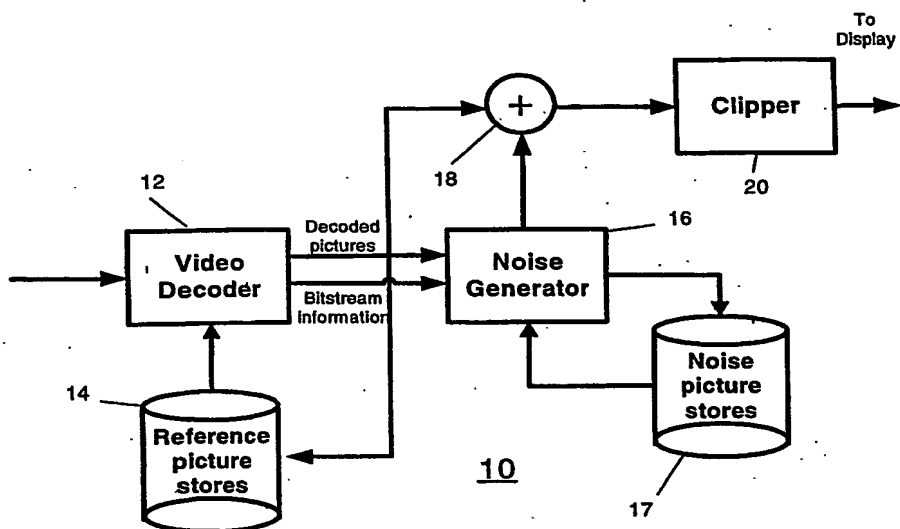 To
Display
Clipper
+
18
20
12
16
Decoded
pictures
Video
Decoder
Noise
Generator
Bitstream
information
14
Noise
picture
stores
Reference
picture
stores
10
17